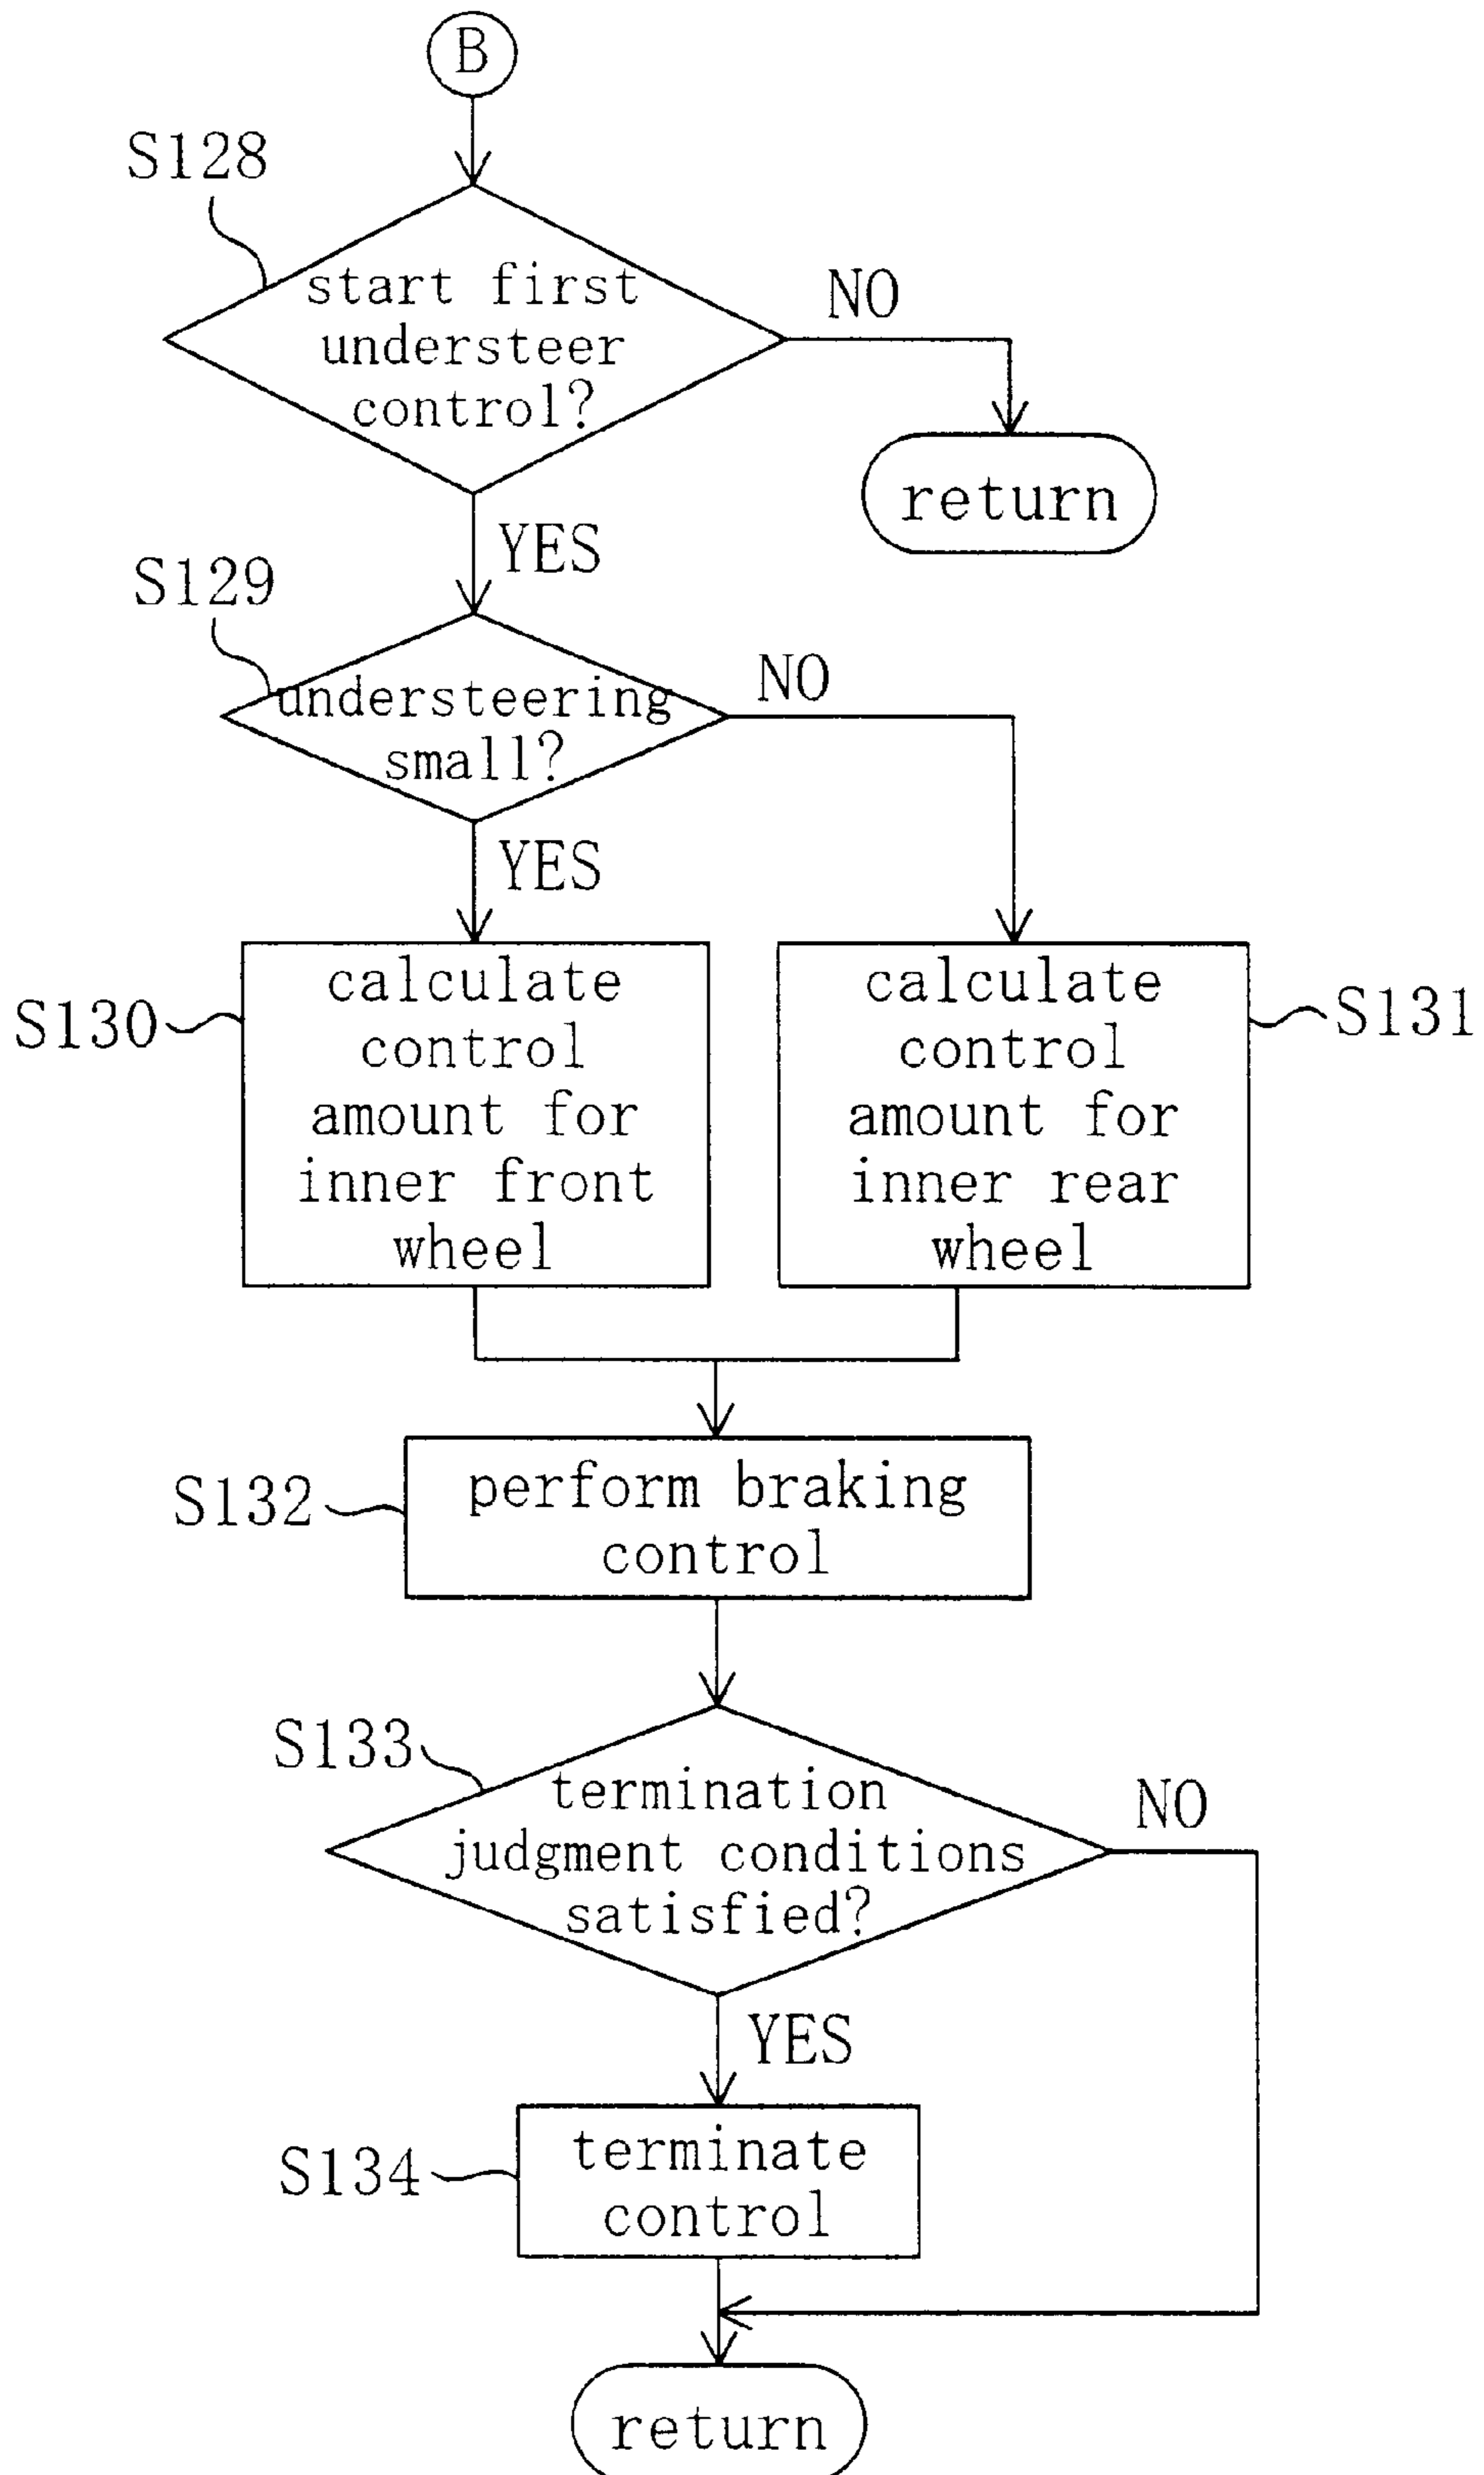 B
S128
start first
understeer
control?
NO
return
YES
S129
understeering
small?
NO
YES
S130
calculate
control
amount for
inner front
wheel
calculate
control
amount for
inner rear
wheel
S131
S132
perform braking
control
S133
termination
judgment conditions
satisfied?
NO
YES
S134
terminate
control
return